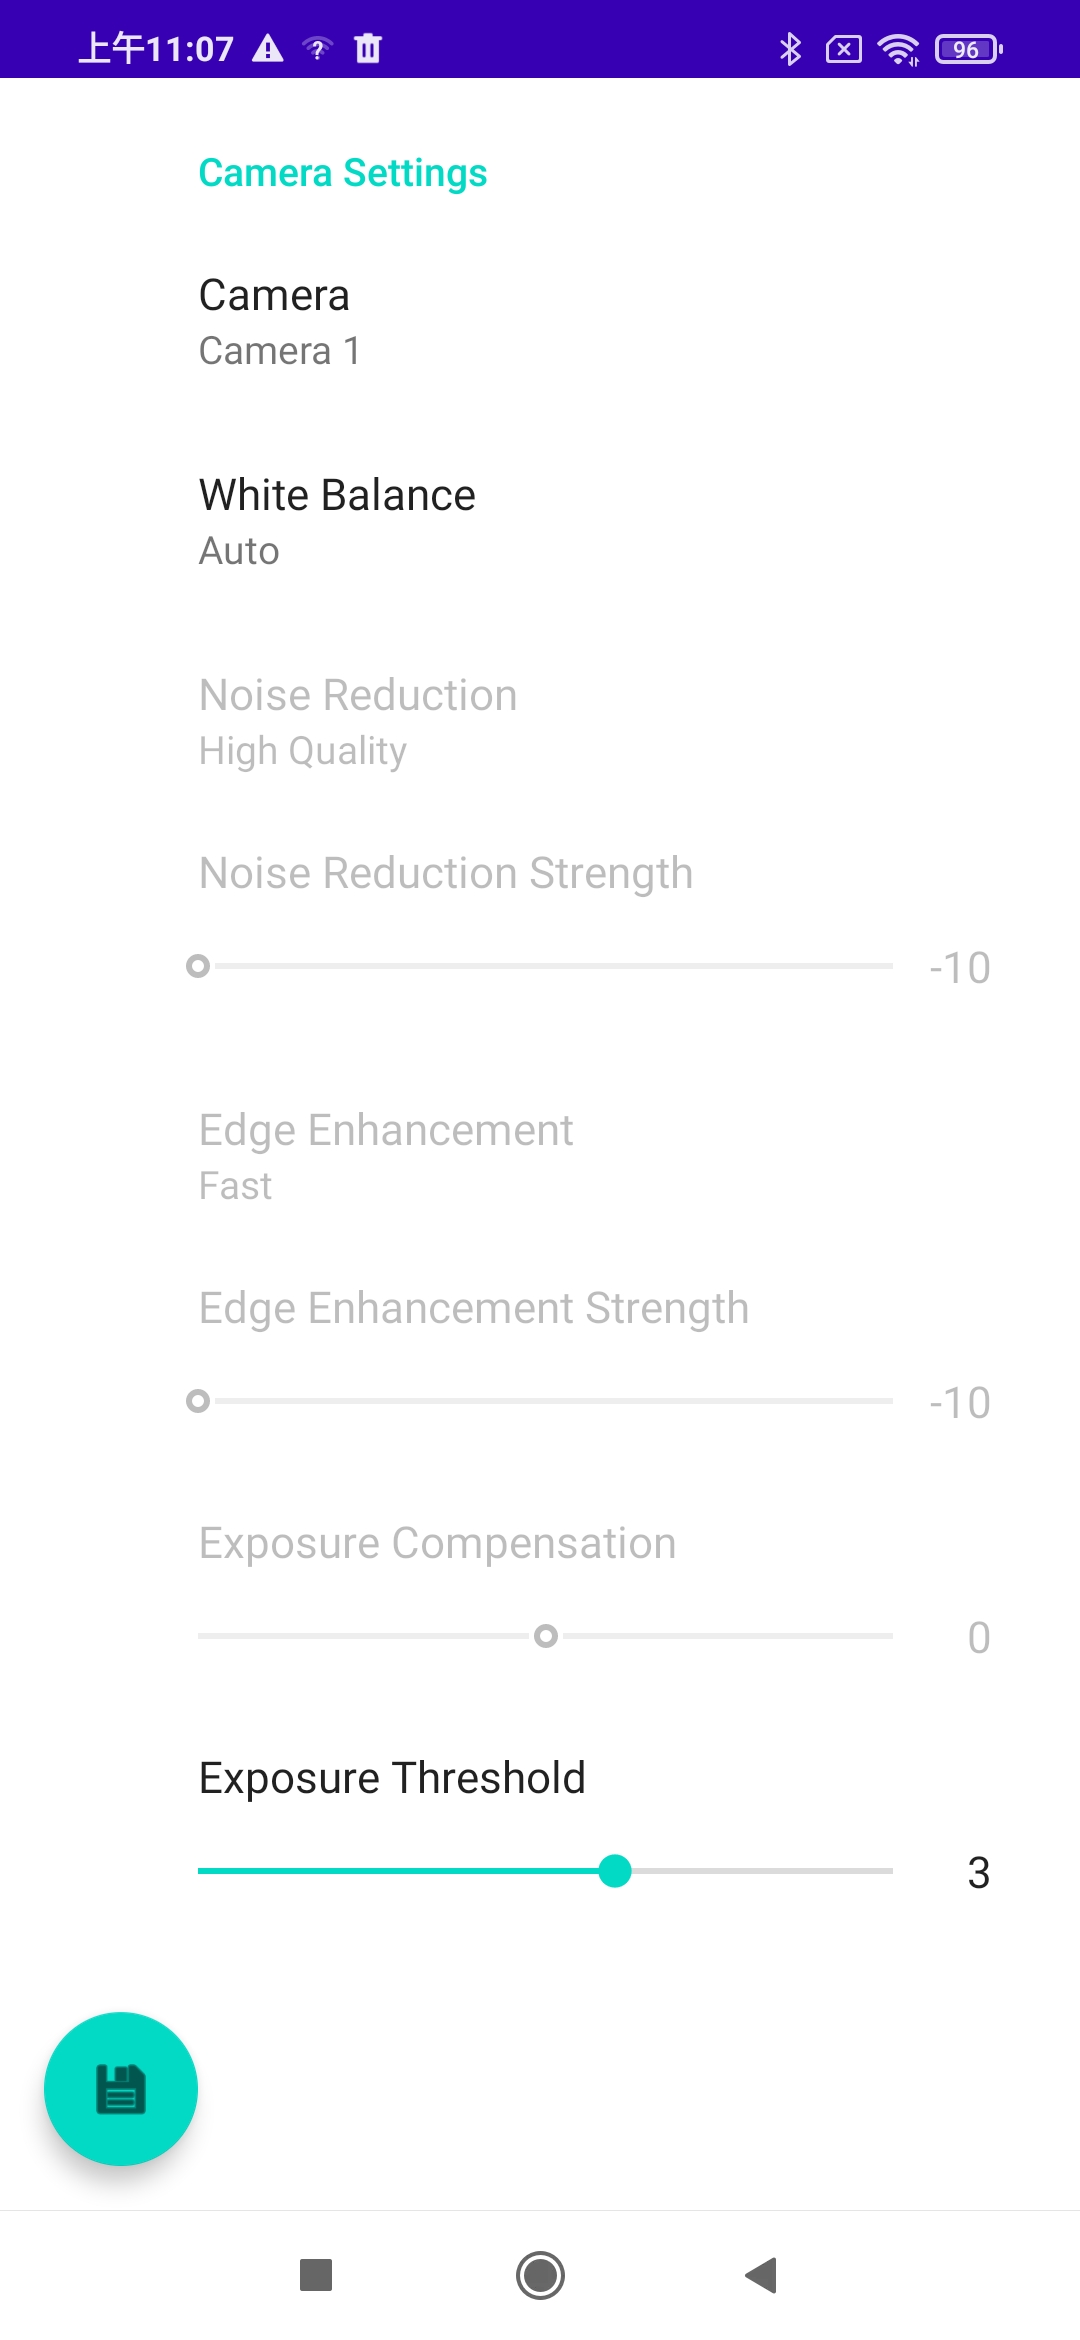 上午11:07
96
Camera Settings
Camera
Camera 1
White Balance
Auto
Noise Reduction
High Quality
Noise Reduction Strength
-10
Edge Enhancement
Fast
Edge Enhancement Strength
-10
Exposure Compensation
0
Exposure Threshold
3